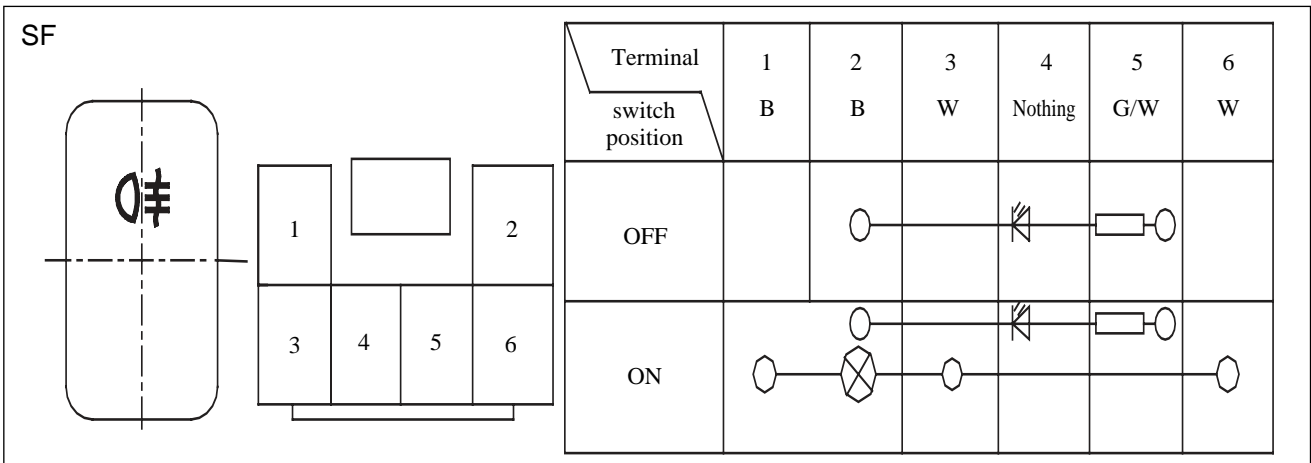 SF
1
2
3 4 5 6
Terminal 1 2 3 4 5 6
switch position B B W Nothing G/W W
OFF
ON